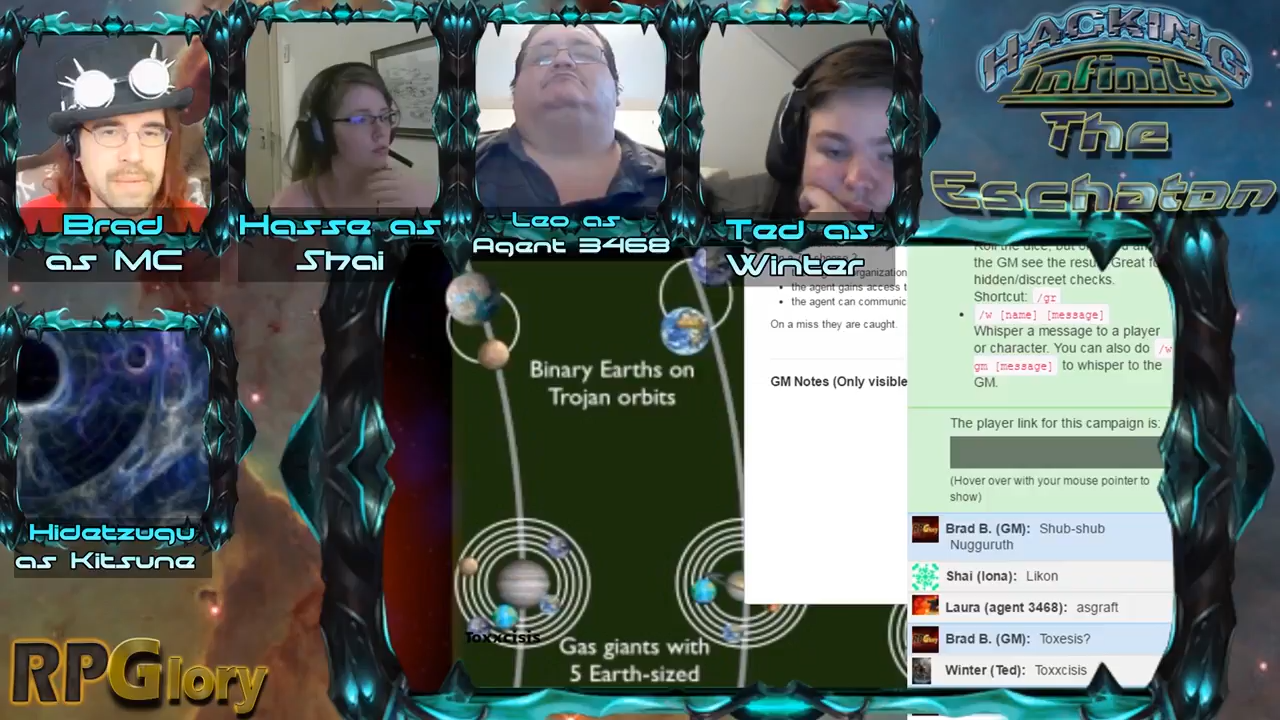 HACKING
Infinity
The
Eschaton
Brad
as MC
Hasse as
Shai
Leo as
Agent 3468
Ted as
Winter
Hidetzugu
as Kitsune
RPGlory
Binary Earths on
Trojan orbits
Toxxcisis
Gas giants with
5 Earth-sized
organization
the agent gains access t
the agent can communic
On a miss they are caught.
GM Notes (Only visible
the GM see the resu
Great f
hidden/discreet checks.
Shortcut: /gr
/w [name] [message]
Whisper a message to a player
or character. You can also do /w
gm [message] to whisper to the
GM.
The player link for this campaign is:
(Hover over with your mouse pointer to
show)
Brad B. (GM): Shub-shub
Nugguruth
Shai (Iona): Likon
Laura (agent 3468): asgraft
Brad B. (GM): Toxesis?
Winter (Ted): Toxxcisis